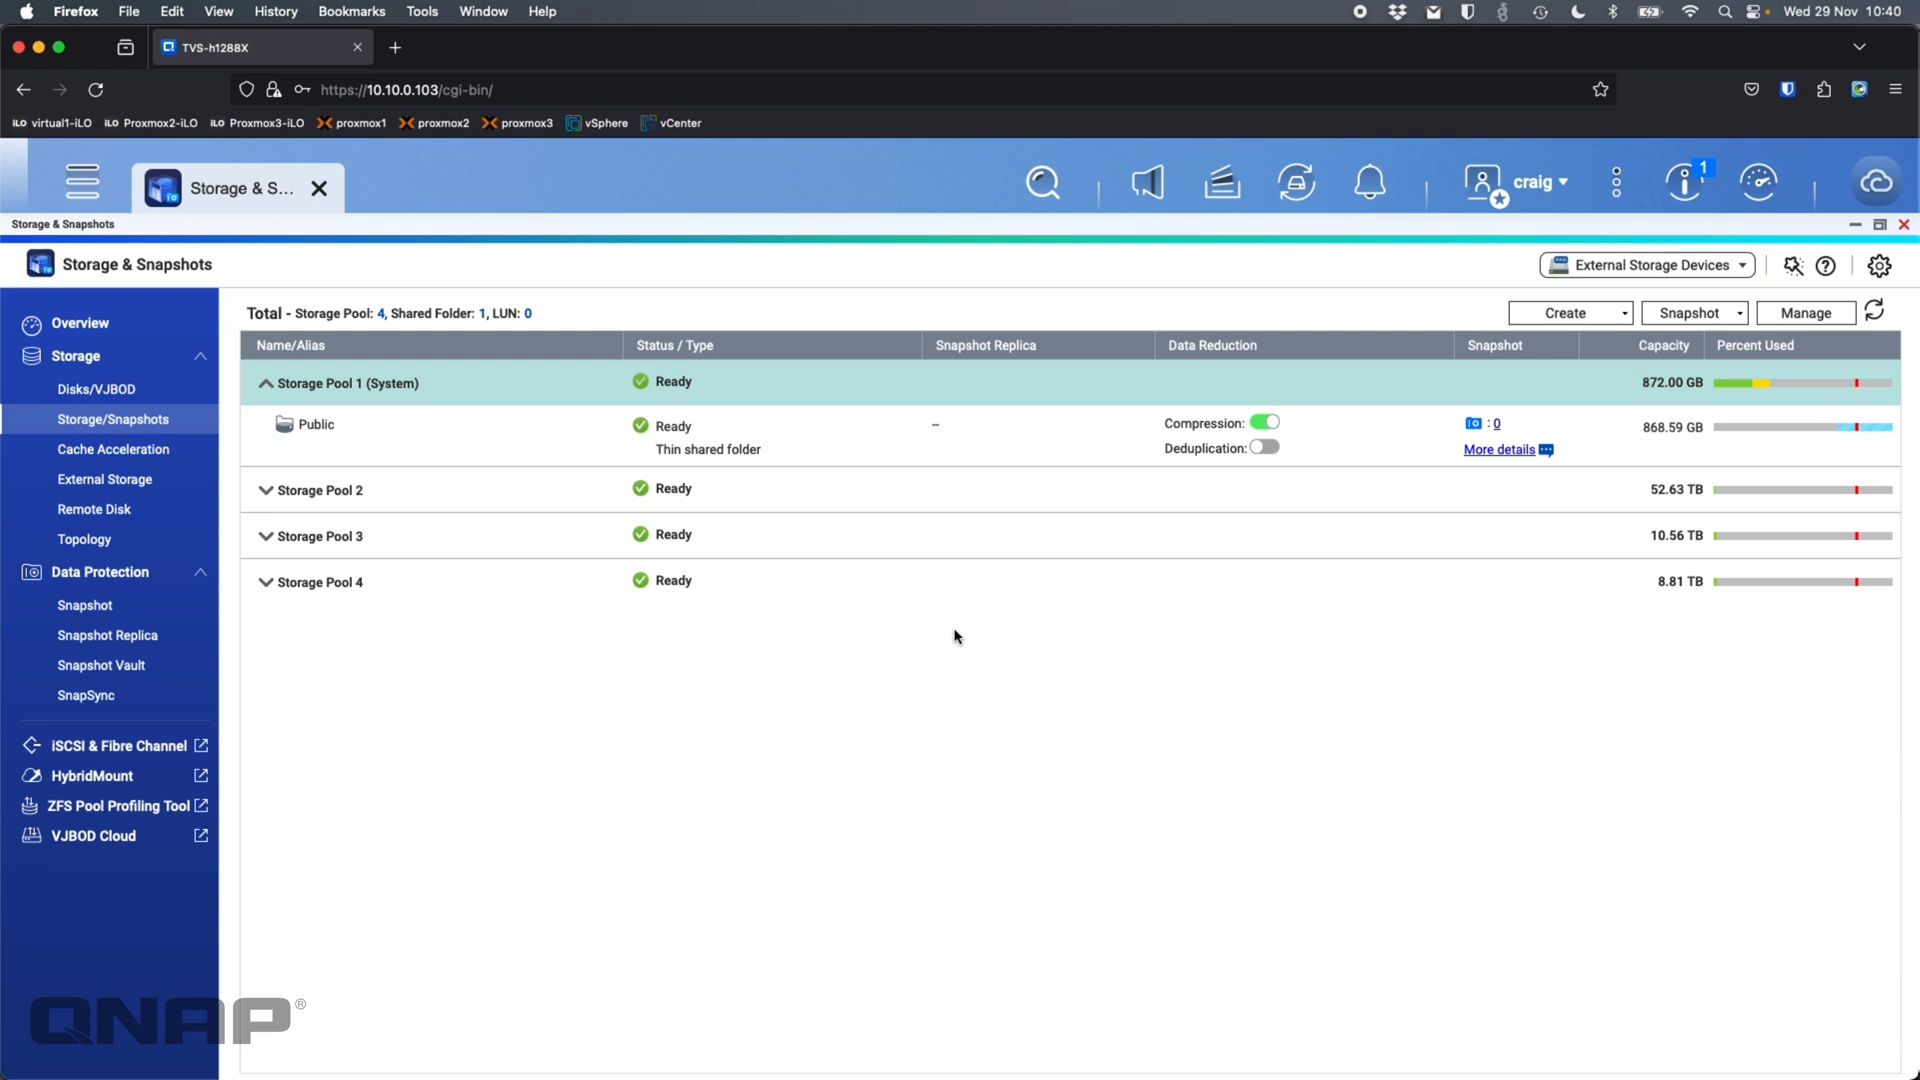 Firefox File Edit View History Bookmarks Tools Window Help Wed 29 Nov 10:40
TVS-h1288X
https://10.10.0.103/cgi-bin/
iLO virtual1-iLO iLO Proxmox2-iLO iLO Proxmox3-iLO proxmox1 proxmox2 proxmox3 vSphere vCenter
Storage & S... craig 1
Storage & Snapshots
Storage & Snapshots External Storage Devices
Overview
Storage
Disks/VJBOD
Storage/Snapshots
Cache Acceleration
External Storage
Remote Disk
Topology
Data Protection
Snapshot
Snapshot Replica
Snapshot Vault
SnapSync
iSCSI & Fibre Channel
HybridMount
ZFS Pool Profiling Tool
VJBOD Cloud
Total - Storage Pool: 4, Shared Folder: 1, LUN: 0 Create Snapshot Manage
Name/Alias Status / Type Snapshot Replica Data Reduction Snapshot Capacity Percent Used
Storage Pool 1 (System) Ready 872.00 GB
Public Ready – Compression: : 0 868.59 GB
Thin shared folder Deduplication: More details
Storage Pool 2 Ready 52.63 TB
Storage Pool 3 Ready 10.56 TB
Storage Pool 4 Ready 8.81 TB
QNAP®